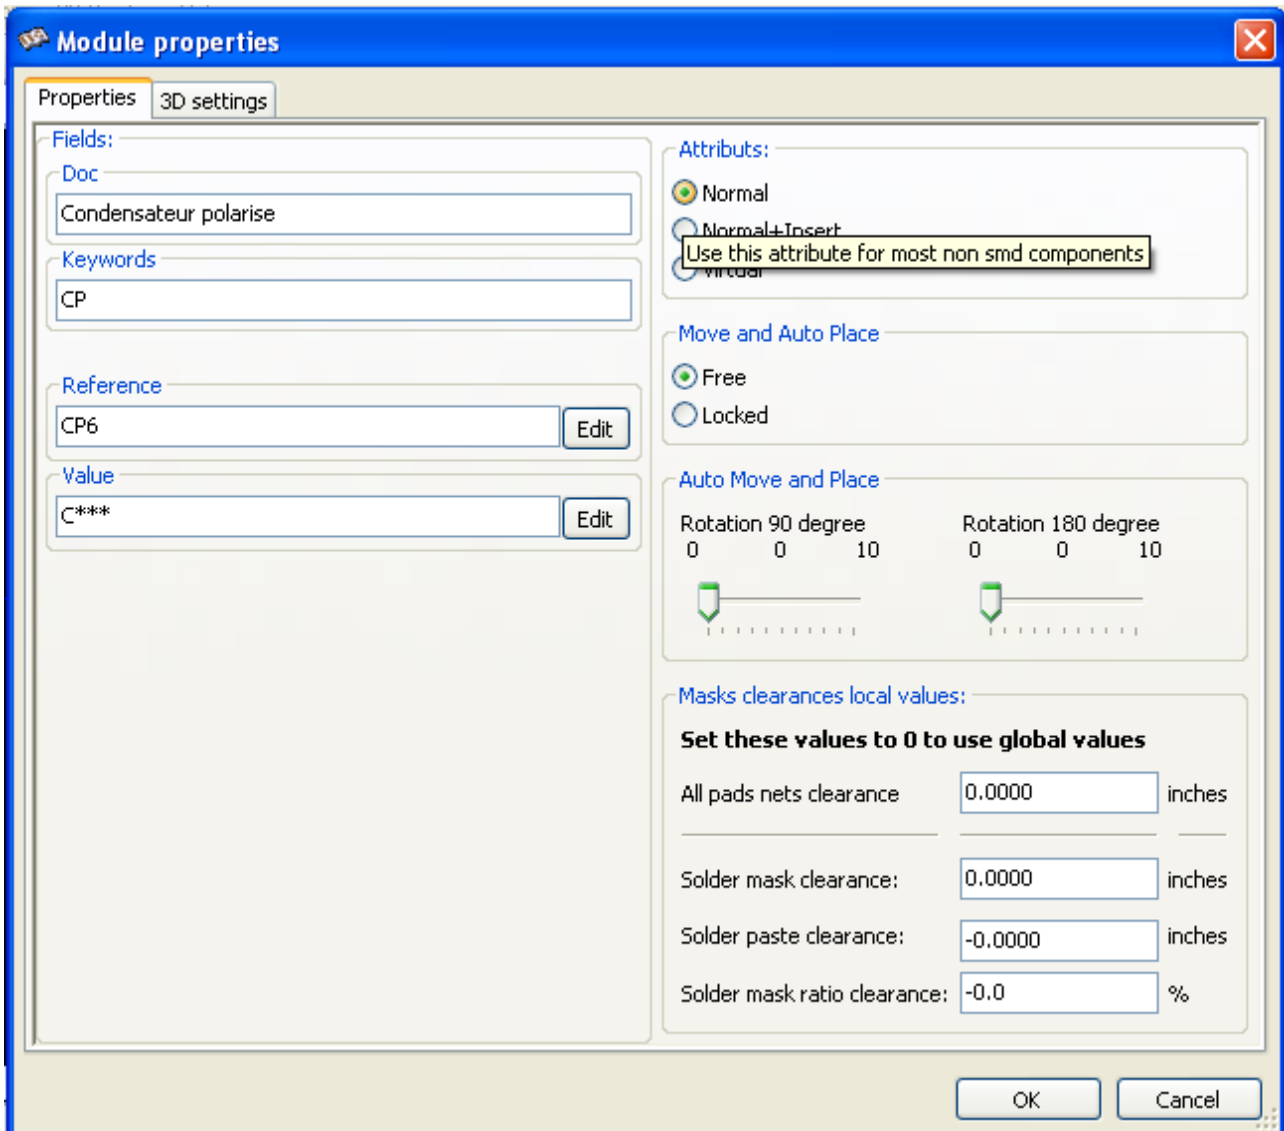 Module properties
Properties 3D settings
Fields:
Doc
Condensateur polarise
Keywords
CP
Reference
CP6
Edit
Value
C***
Edit
Attributs:
Normal
Normal+Insert
Use this attribute for most non smd components
Virtual
Move and Auto Place
Free
Locked
Auto Move and Place
Rotation 90 degree Rotation 180 degree
0 0 10 0 0 10
Masks clearances local values:
Set these values to 0 to use global values
All pads nets clearance 0.0000 inches
Solder mask clearance: 0.0000 inches
Solder paste clearance: -0.0000 inches
Solder mask ratio clearance: -0.0 %
OK Cancel